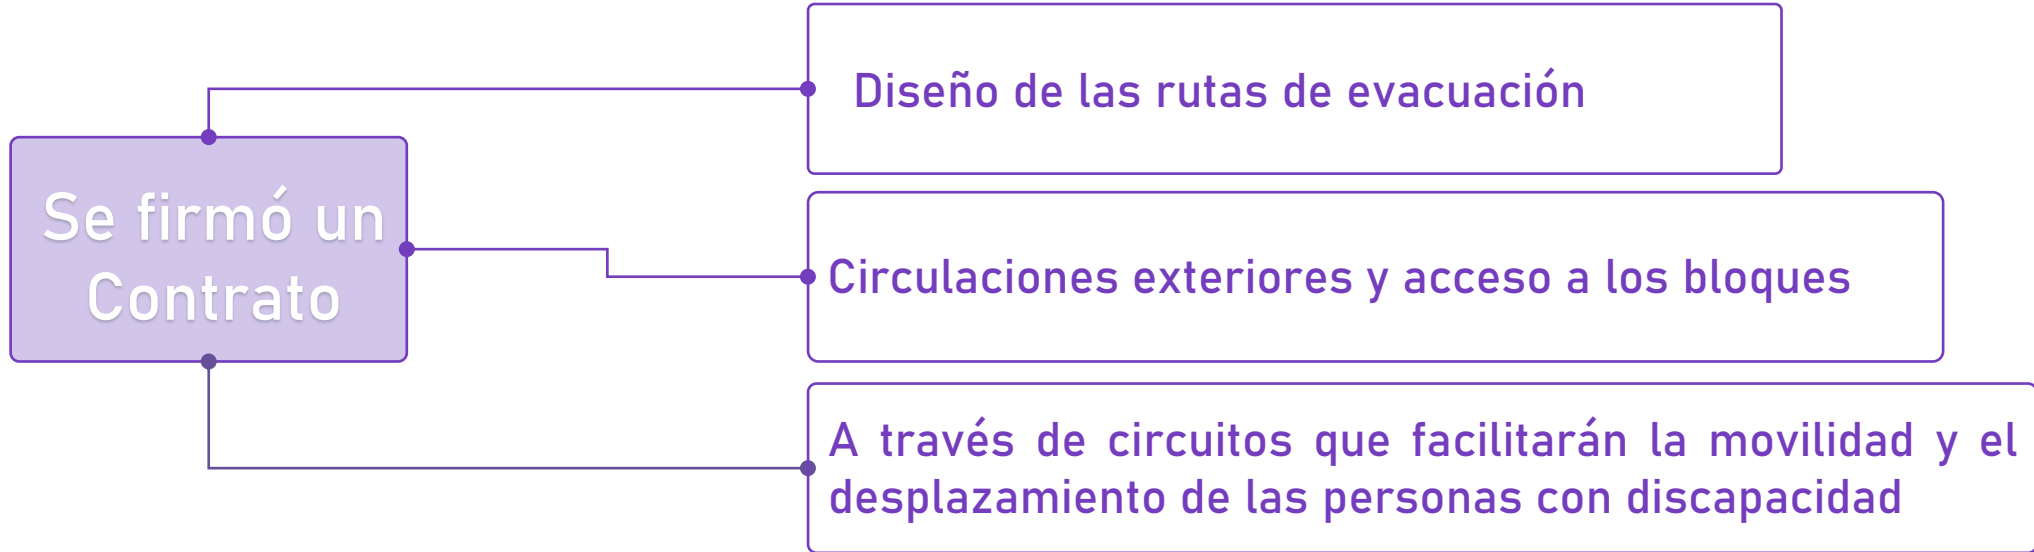 Se firmó un
Contrato
Diseño de las rutas de evacuación
Circulaciones exteriores y acceso a los bloques
A través de circuitos que facilitarán la movilidad y el
desplazamiento de las personas con discapacidad